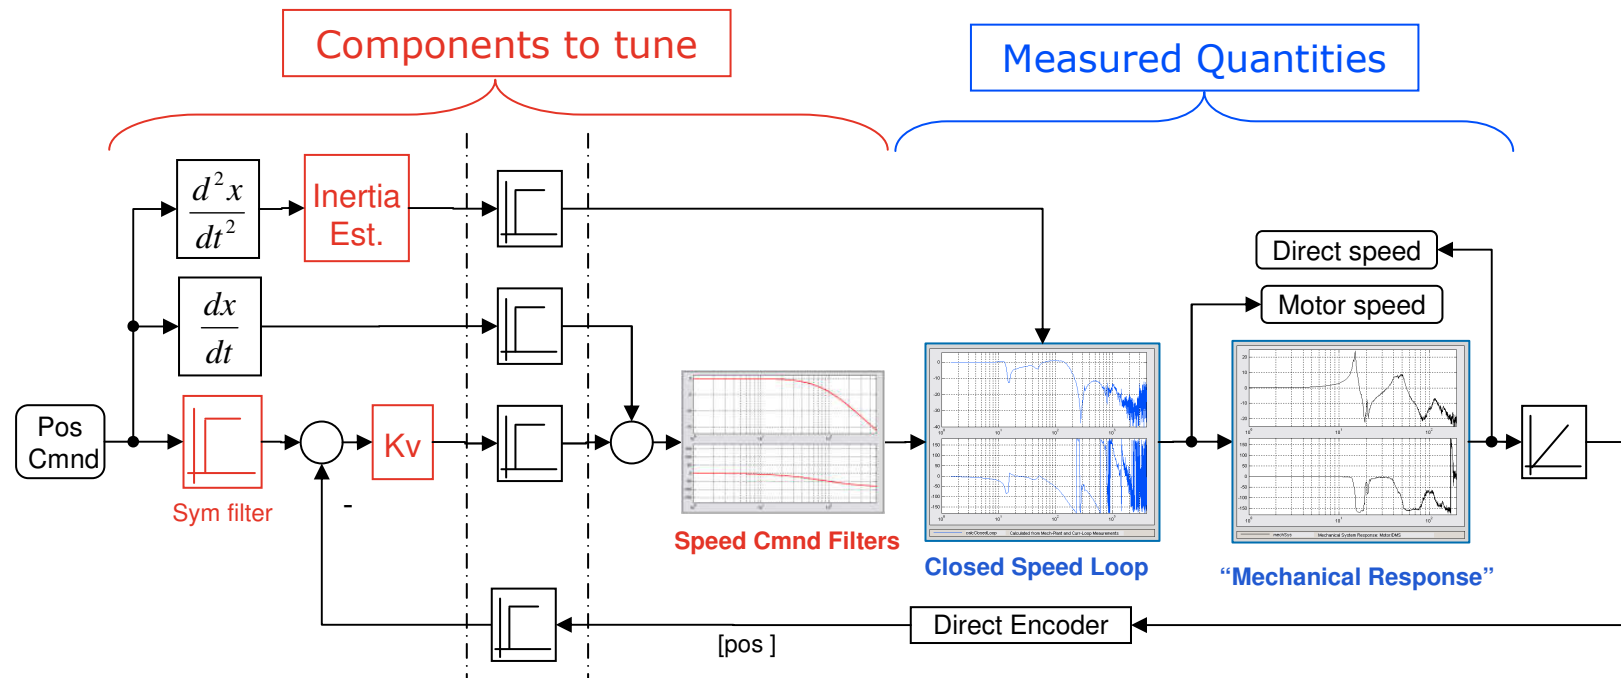 Components to tune
Measured Quantities
d²x
dt²
Inertia
Est.
Direct speed
Motor speed
dx
dt
Pos
Cmnd
Kv
Sym filter
-
Speed Cmnd Filters
Closed Speed Loop
“Mechanical Response”
Direct Encoder
[pos ]